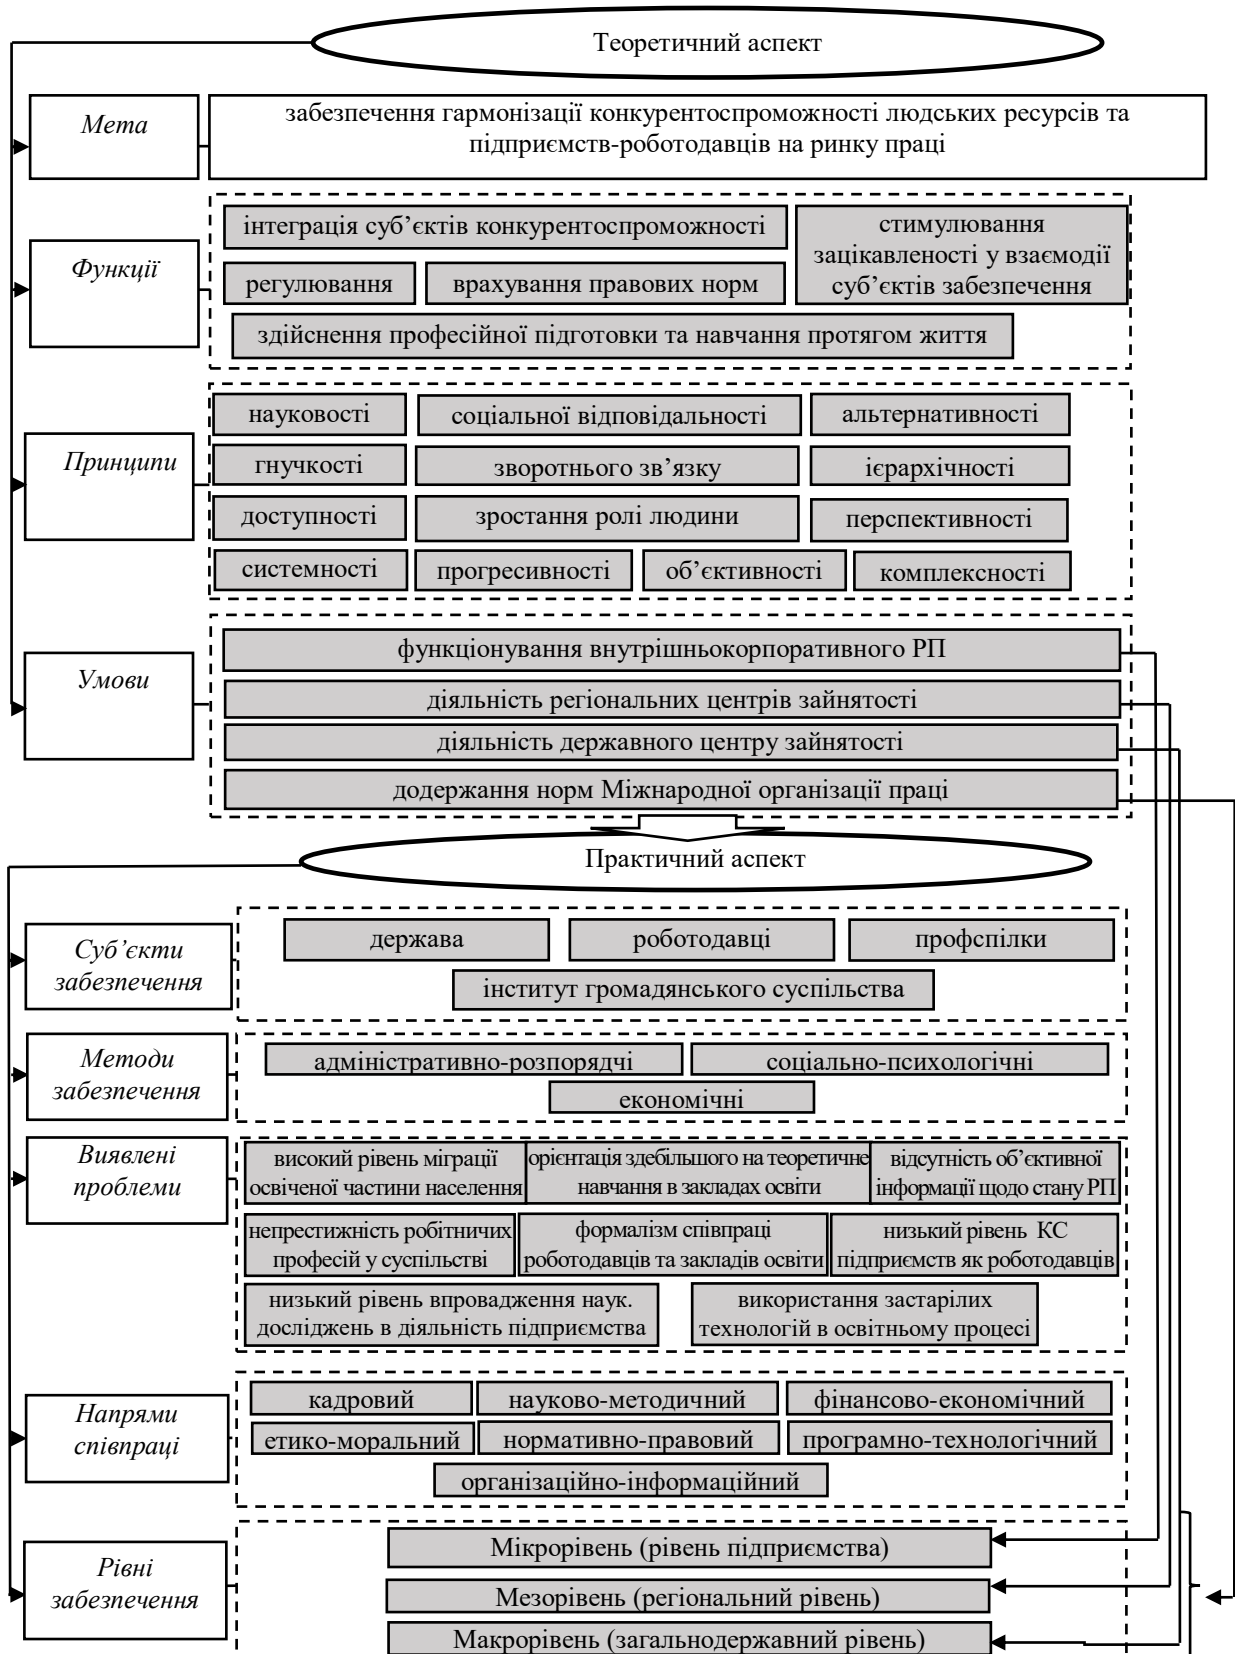 Теоретичний аспект
Мета
забезпечення гармонізації конкурентоспроможності людських ресурсів та
підприємств-роботодавців на ринку праці
Функції
інтеграція суб’єктів конкурентоспроможності
стимулювання
зацікавленості у взаємодії
суб’єктів забезпечення
регулювання
врахування правових норм
здійснення професійної підготовки та навчання протягом життя
Принципи
науковості
соціальної відповідальності
альтернативності
гнучкості
зворотнього зв’язку
ієрархічності
доступності
зростання ролі людини
перспективності
системності
прогресивності
об’єктивності
комплексності
Умови
функціонування внутрішньокорпоративного РП
діяльність регіональних центрів зайнятості
діяльність державного центру зайнятості
додержання норм Міжнародної організації праці
Практичний аспект
Суб’єкти
забезпечення
держава
роботодавці
профспілки
інститут громадянського суспільства
Методи
забезпечення
адміністративно-розпорядчі
соціально-психологічні
економічні
Виявлені
проблеми
високий рівень міграції
освіченої частини населення
орієнтація здебільшого на теоретичне
навчання в закладах освіти
відсутність об’єктивної
інформації щодо стану РП
непрестижність робітничих
професій у суспільстві
формалізм співпраці
роботодавців та закладів освіти
низький рівень КС
підприємств як роботодавців
низький рівень впровадження наук.
досліджень в діяльність підприємства
використання застарілих
технологій в освітньому процесі
Напрями
співпраці
кадровий
науково-методичний
фінансово-економічний
етико-моральний
нормативно-правовий
програмно-технологічний
організаційно-інформаційний
Рівні
забезпечення
Мікрорівень (рівень підприємства)
Мезорівень (регіональний рівень)
Макрорівень (загальнодержавний рівень)